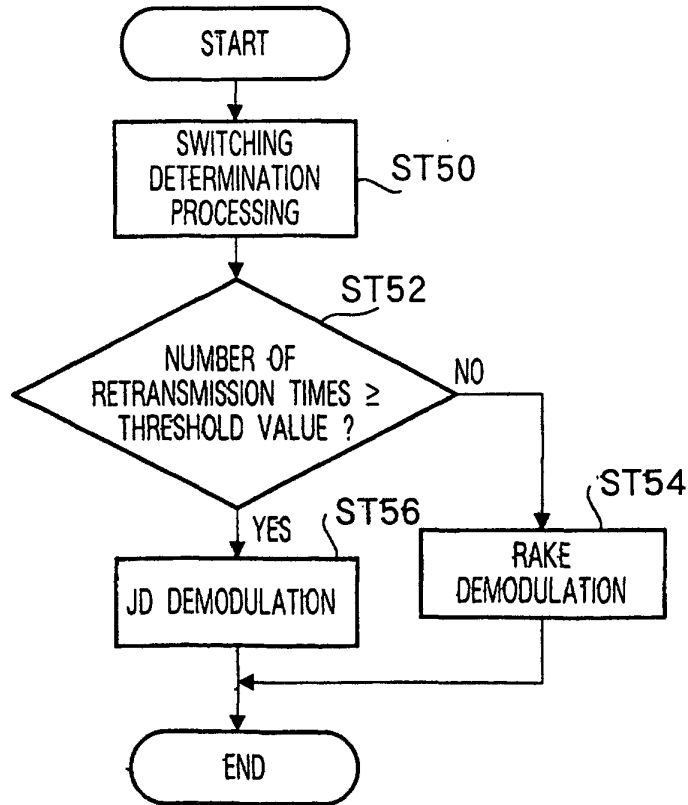 START
SWITCHING
DETERMINATION
PROCESSING
ST50
ST52
NUMBER OF
RETRANSMISSION TIMES ≥
THRESHOLD VALUE ?
NO
YES
ST56
JD DEMODULATION
ST54
RAKE
DEMODULATION
END